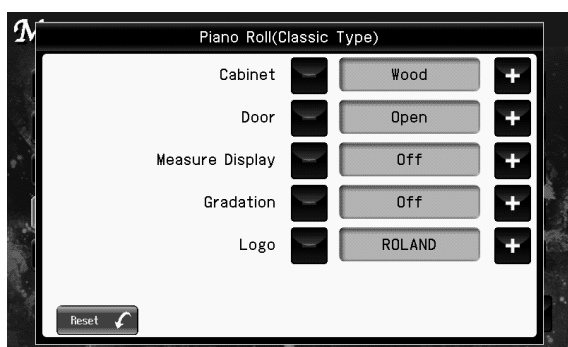 M
Piano Roll(Classic Type)
Cabinet - Wood +
Door - Open +
Measure Display - Off +
Gradation - Off +
Logo - ROLAND +
Reset